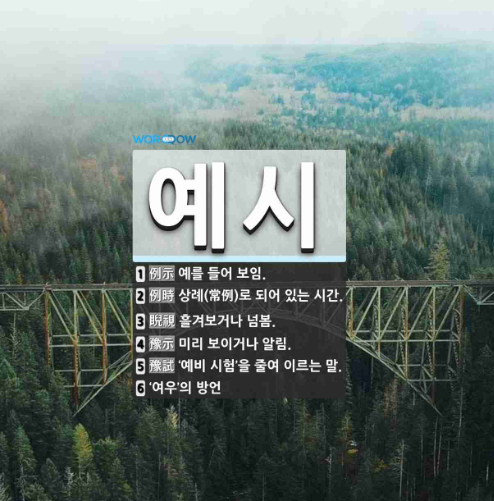 WORDROW
예시
1 例示 예를 들어 보임.
2 例時 상례(常例)로 되어 있는 시간.
3 睨視 흘겨보거나 넘봄.
4 豫示 미리 보이거나 알림.
5 豫試 '예비 시험'을 줄여 이르는 말.
6 '여우'의 방언